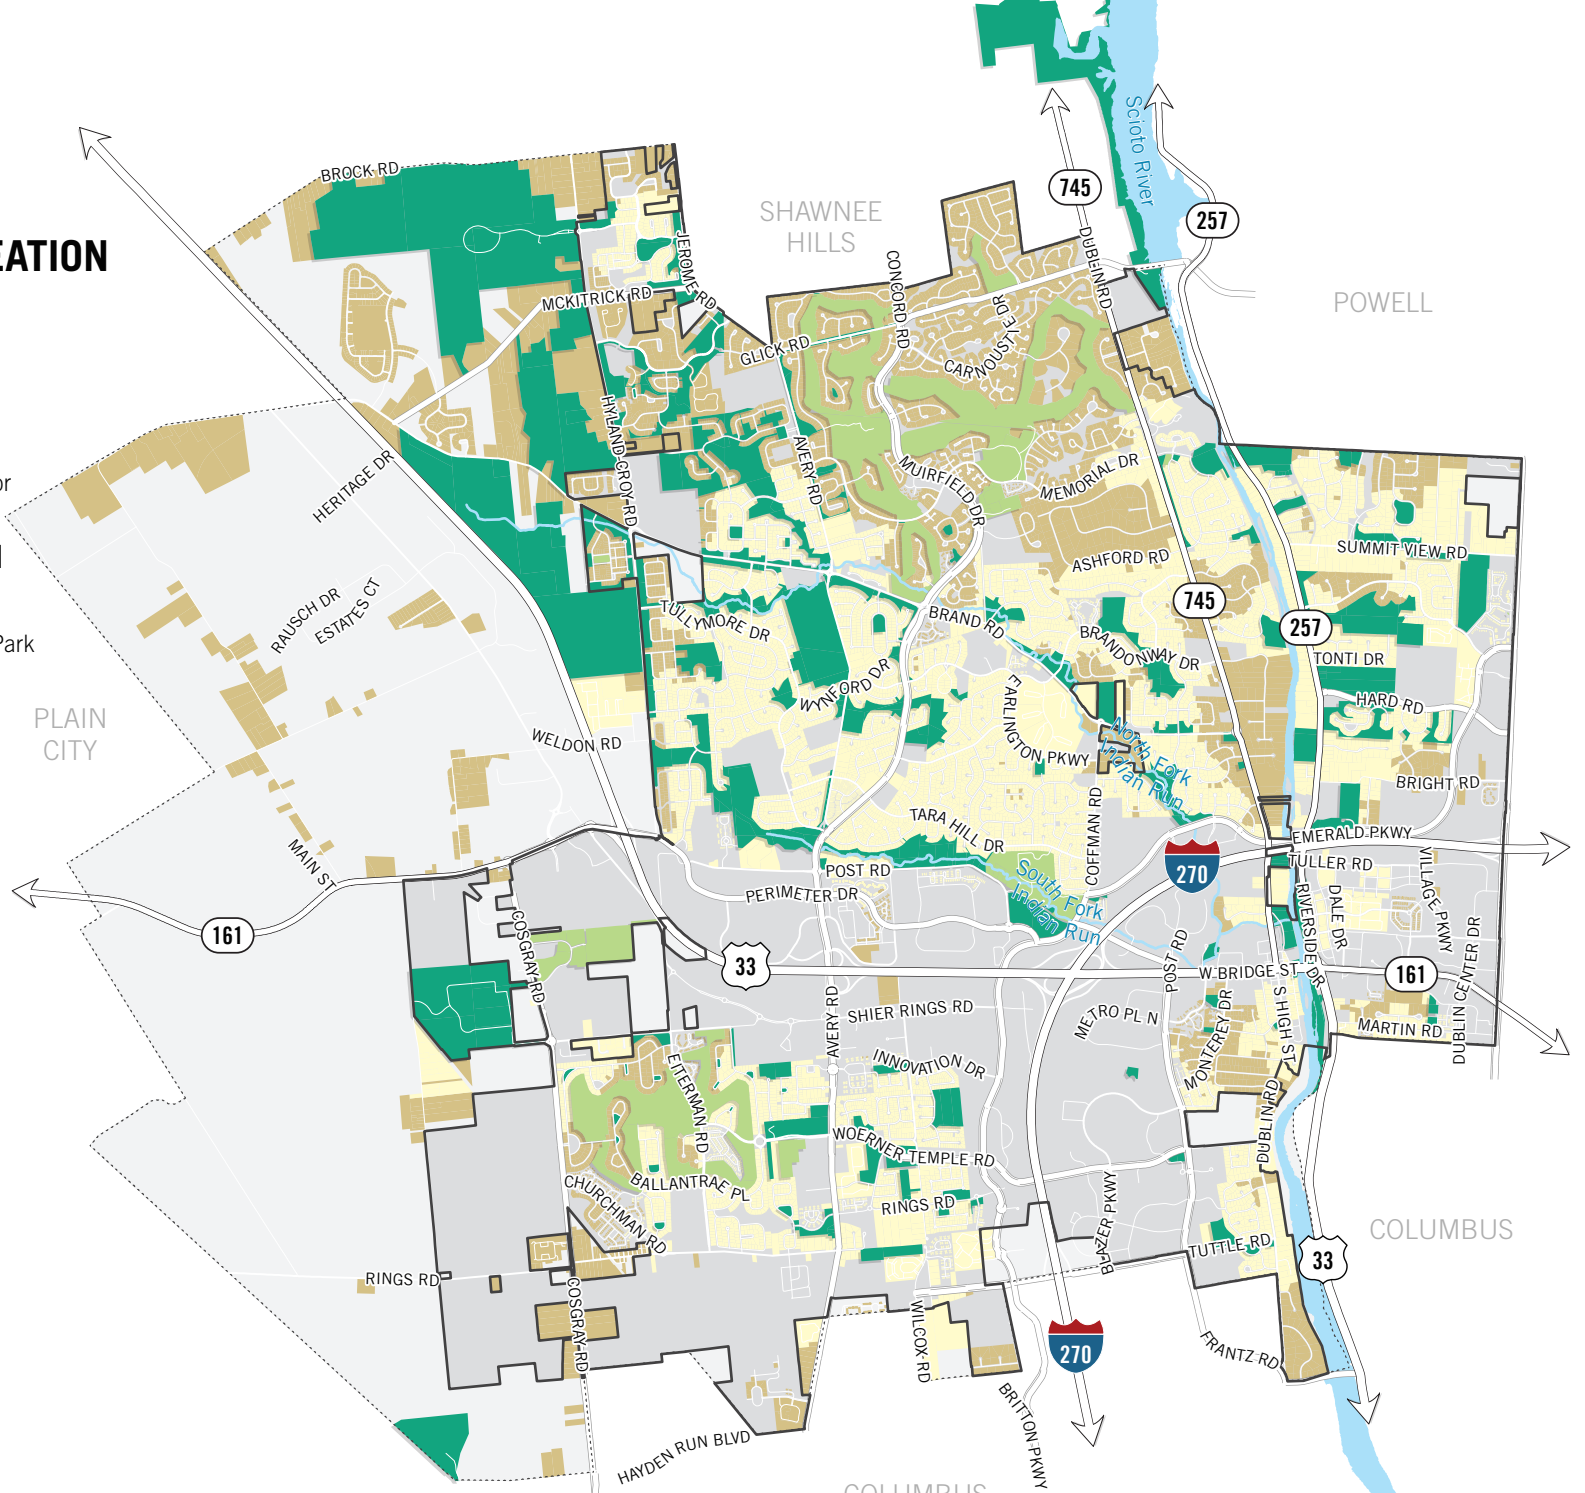 EATION
or
Park
Scioto River
745
257
BROCK RD
SHAWNEE
HILLS
JEROME RD
DUBLIN RD
CONCORD RD
MCKITRICK RD
POWELL
CARNOUSTIE DR
GLICK RD
HYLAND-CROY RD
AVERY RD
HERITAGE DR
MUIRFIELD DR
MEMORIAL DR
ASHFORD RD
SUMMIT VIEW RD
RAUSCH DR
ESTATES CT
TULLYMORE DR
BRAND RD
745
257
BRANDONWAY DR
TONTI DR
PLAIN
CITY
WYNFORD DR
EARLINGTON PKWY
HARD RD
WELDON RD
North Fork
Indian Run
BRIGHT RD
MAIN ST
TARA HILL DR
COFFMAN RD
EMERALD PKWY
TULLER RD
270
POST RD
PERIMETER DR
South Fork
Indian Run
RIVERSIDE DR
DALE DR
VILLAGE PKWY
DUBLIN CENTER DR
161
COSGRAY RD
33
POST RD
W BRIDGE ST
161
AVERY RD
SHIER RINGS RD
METRO PL N
MONTEREY DR
S HIGH ST
MARTIN RD
EITERMAN RD
INNOVATION DR
DUBLIN RD
WOERNER TEMPLE RD
BALLANTRAE PL
CHURCHMAN RD
RINGS RD
BLAZER PKWY
TUTTLE RD
COLUMBUS
33
RINGS RD
COSGRAY RD
WILCOX RD
270
FRANTZ RD
BRITTON PKWY
HAYDEN RUN BLVD
COLUMBUS